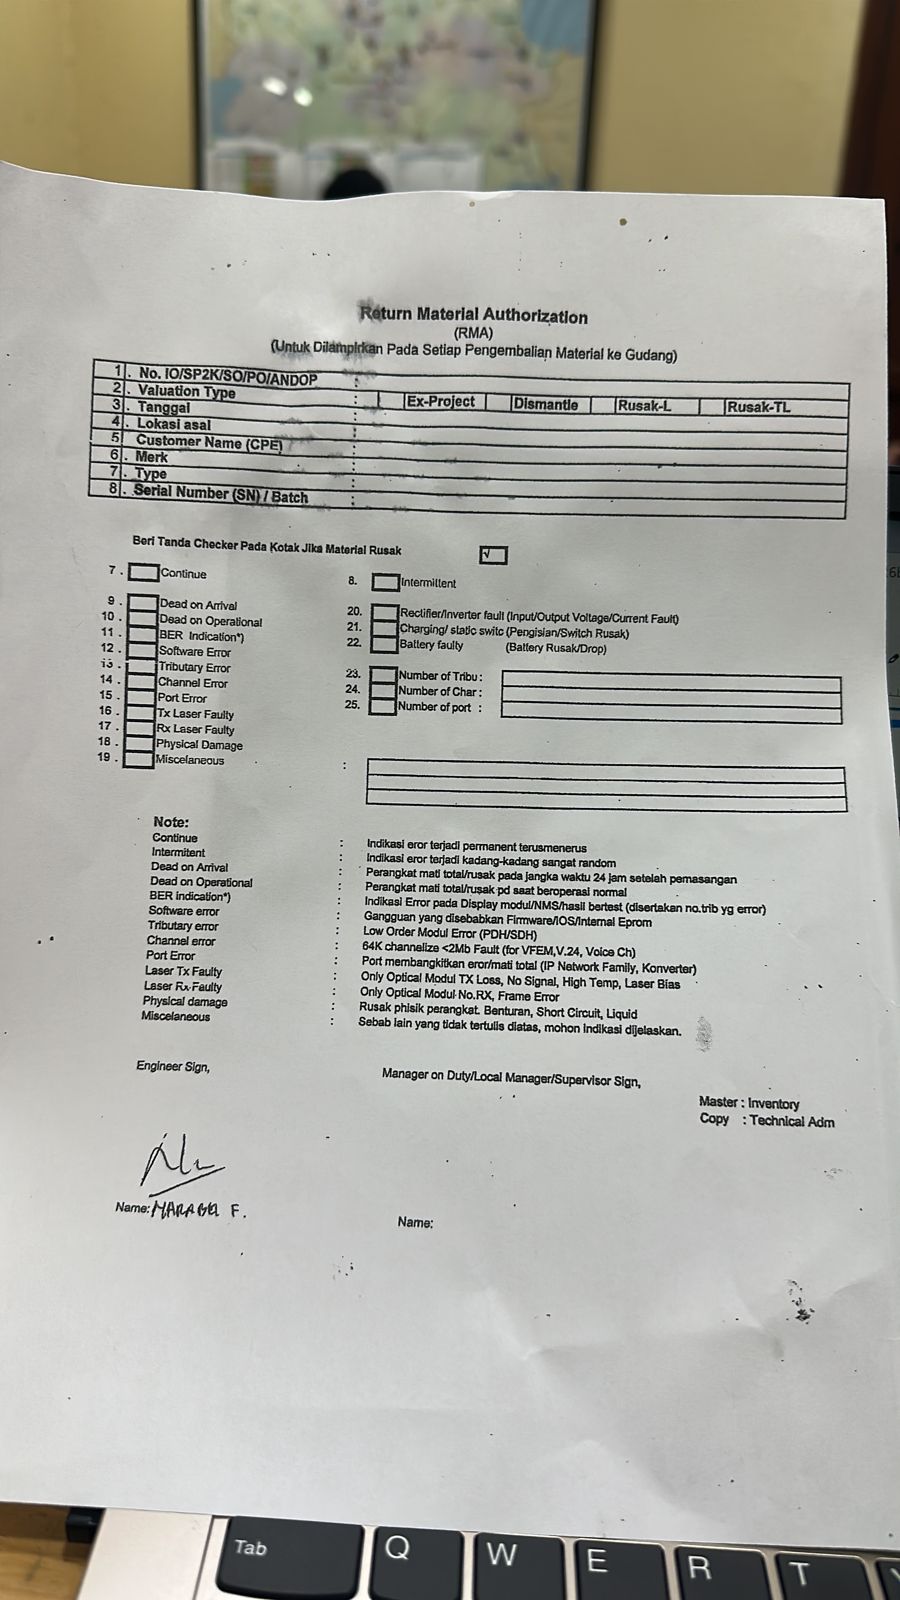 Return Material Authorization
(RMA)
(Untuk Dilampirkan Pada Setiap Pengembalian Material ke Gudang)
1 . No. IO/SP2K/SO/PO/ANDOP :
2 . Valuation Type : Ex-Project Dismantle Rusak-L Rusak-TL
3 . Tanggal :
4 . Lokasi asal :
5 . Customer Name (CPE) :
6 . Merk :
7 . Type :
8 . Serial Number (SN) / Batch :
Beri Tanda Checker Pada Kotak Jika Material Rusak √
7 . Continue 8. Intermittent
9 . Dead on Arrival 20. Rectifier/Inverter fault (Input/Output Voltage/Current Fault)
10 . Dead on Operational 21. Charging/ static switc (Pengisian/Switch Rusak)
11 . BER Indication*) 22. Battery faulty (Battery Rusak/Drop)
12 . Software Error
13 . Tributary Error 23. Number of Tribu :
14 . Channel Error 24. Number of Char :
15 . Port Error 25. Number of port :
16 . Tx Laser Faulty
17 . Rx Laser Faulty
18 . Physical Damage
19 . Miscelaneous :
Note:
Continue : Indikasi eror terjadi permanent terusmenerus
Intermitent : Indikasi eror terjadi kadang-kadang sangat random
Dead on Arrival : Perangkat mati total/rusak pada jangka waktu 24 jam setelah pemasangan
Dead on Operational : Perangkat mati total/rusak pd saat beroperasi normal
BER indication*) : Indikasi Error pada Display modul/NMS/hasil bertest (disertakan no.trib yg error)
Software error : Gangguan yang disebabkan Firmware/IOS/Internal Eprom
Tributary error : Low Order Modul Error (PDH/SDH)
Channel error : 64K channelize <2Mb Fault (for VFEM,V.24, Voice Ch)
Port Error : Port membangkitkan eror/mati total (IP Network Family, Konverter)
Laser Tx Faulty : Only Optical Modul TX Loss, No Signal, High Temp, Laser Bias
Laser Rx Faulty : Only Optical Modul No.RX, Frame Error
Physical damage : Rusak phisik perangkat. Benturan, Short Circuit, Liquid
Miscelaneous : Sebab lain yang tidak tertulis diatas, mohon indikasi dijelaskan.
Engineer Sign, Manager on Duty/Local Manager/Supervisor Sign,
Master : Inventory
Copy : Technical Adm
Name: F.
Name:
Tab Q W E R T